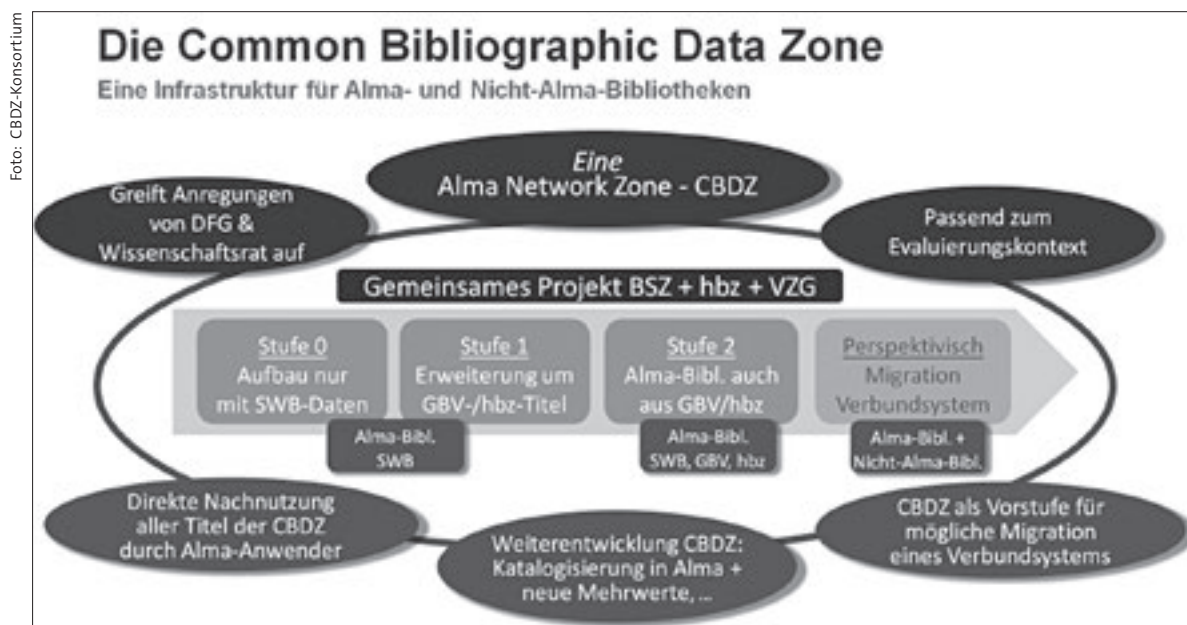 Foto: CBDZ-Konsortium
Die Common Bibliographic Data Zone
Eine Infrastruktur für Alma- und Nicht-Alma-Bibliotheken
Eine
Alma Network Zone - CBDZ
Greift Anregungen
von DFG &
Wissenschaftsrat auf
Passend zum
Evaluierungskontext
Gemeinsames Projekt BSZ + hbz + VZG
Stufe 0
Aufbau nur
mit SWB-Daten
Stufe 1
Erweiterung um
GBV-/hbz-Titel
Stufe 2
Alma-Bibl. auch
aus GBV/hbz
Perspektivisch
Migration
Verbundsystem
Alma-Bibl.
SWB
Alma-Bibl.
SWB, GBV, hbz
Alma-Bibl. +
Nicht-Alma-Bibl.
Direkte Nachnutzung
aller Titel der CBDZ
durch Alma-Anwender
Weiterentwicklung CBDZ:
Katalogisierung in Alma +
neue Mehrwerte, ...
CBDZ als Vorstufe für
mögliche Migration
eines Verbundsystems